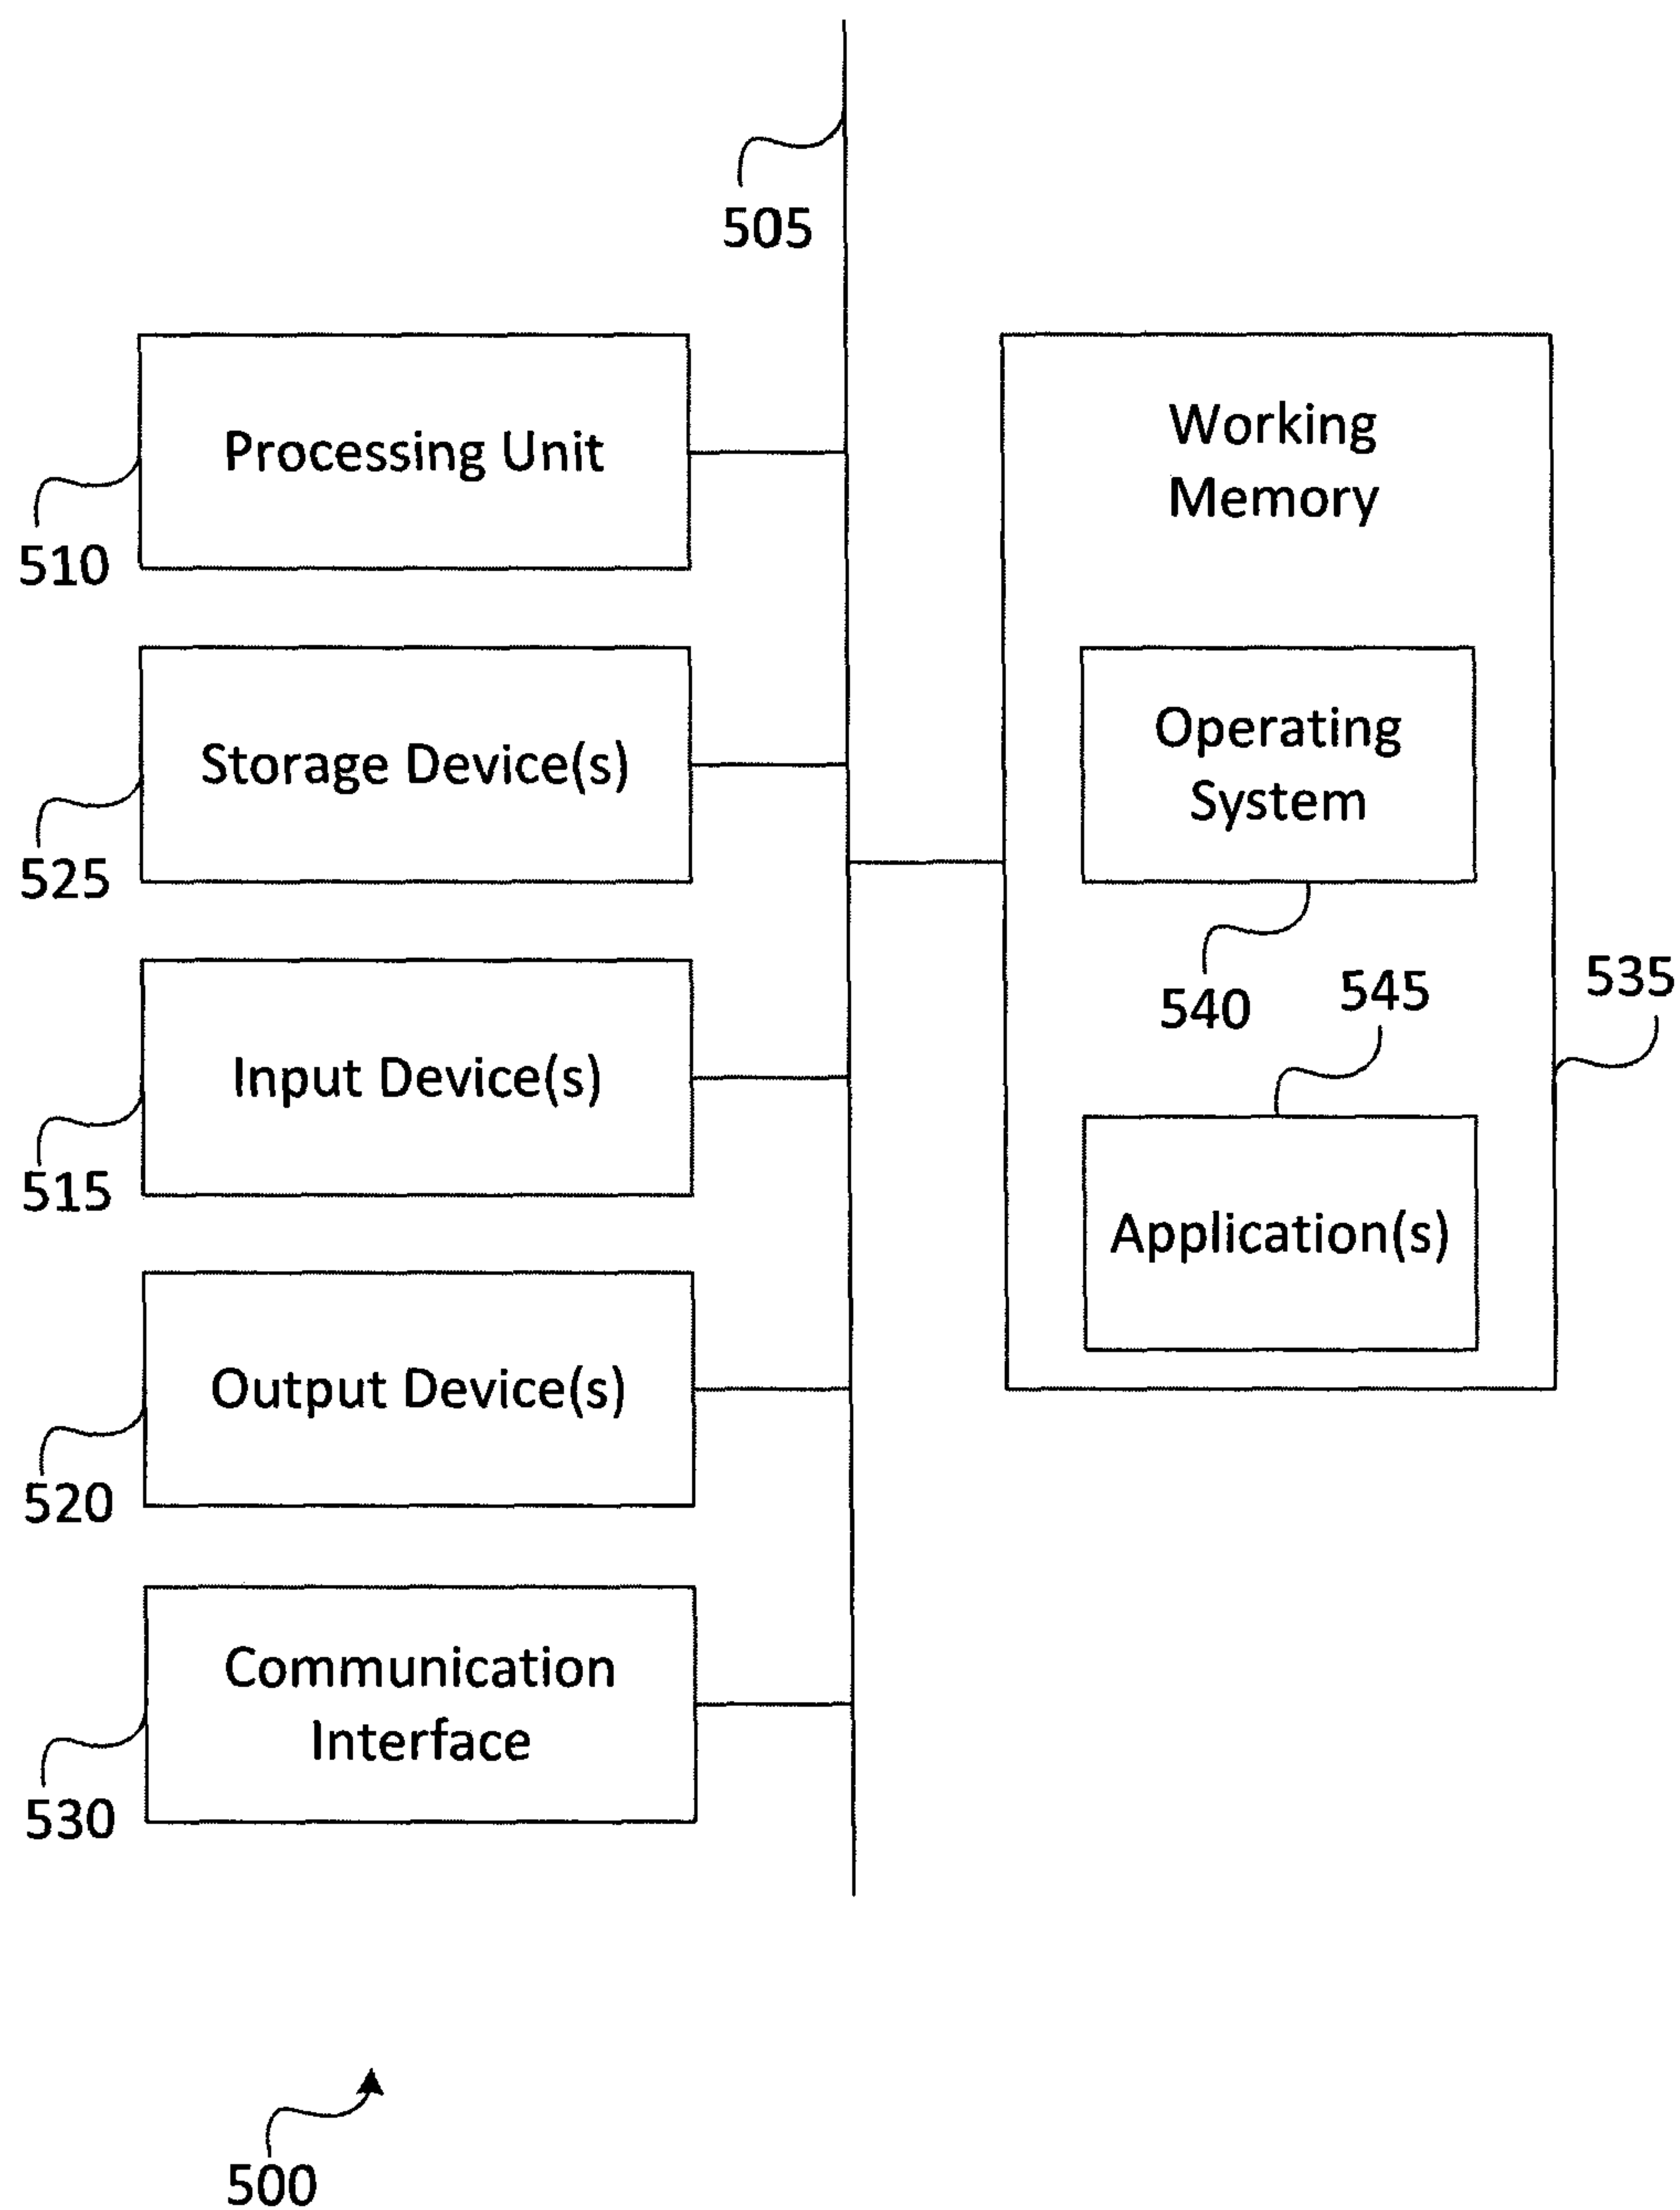 505
Processing Unit
510
Working
Memory
Storage Device(s)
525
Operating
System
540
545
535
Input Device(s)
515
Application(s)
Output Device(s)
520
Communication
Interface
530
500